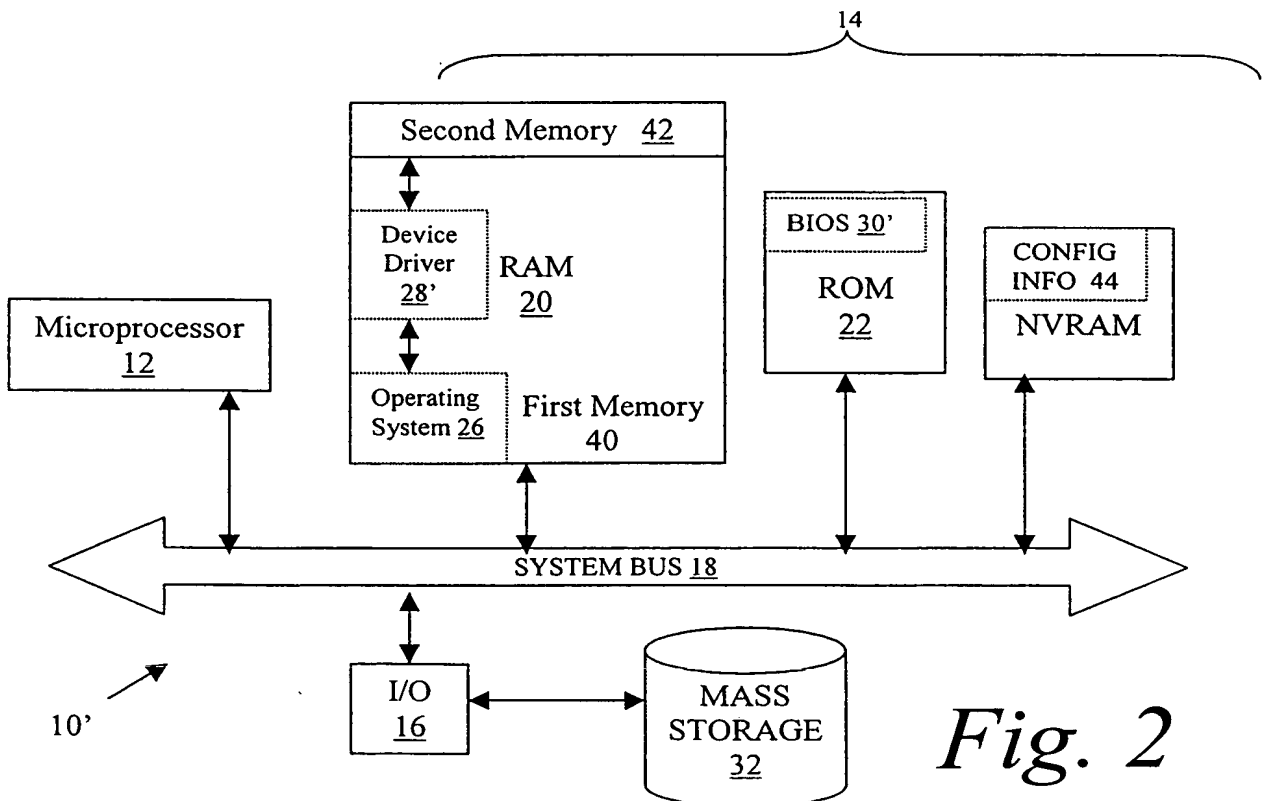 14
Second Memory 42
Device
Driver
28’
RAM
20
Operating
System 26
First Memory
40
BIOS 30’
ROM
22
CONFIG
INFO 44
NVRAM
Microprocessor
12
SYSTEM BUS 18
10’
I/O
16
MASS
STORAGE
32
Fig. 2